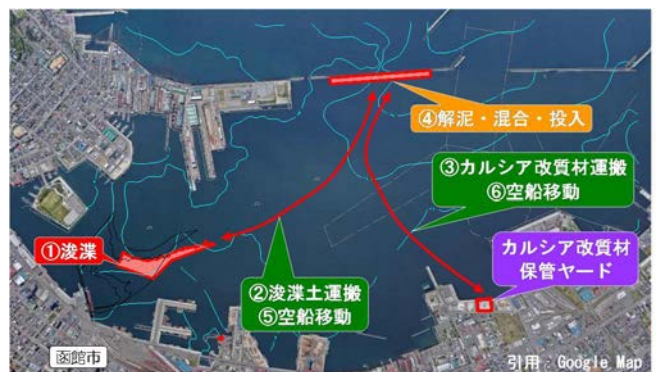 ④解泥・混合・投入
③カルシア改質材運搬
⑥空船移動
①浚渫
カルシア改質材
保管ヤード
②浚渫土運搬
⑤空船移動
函館市
引用：Google Map